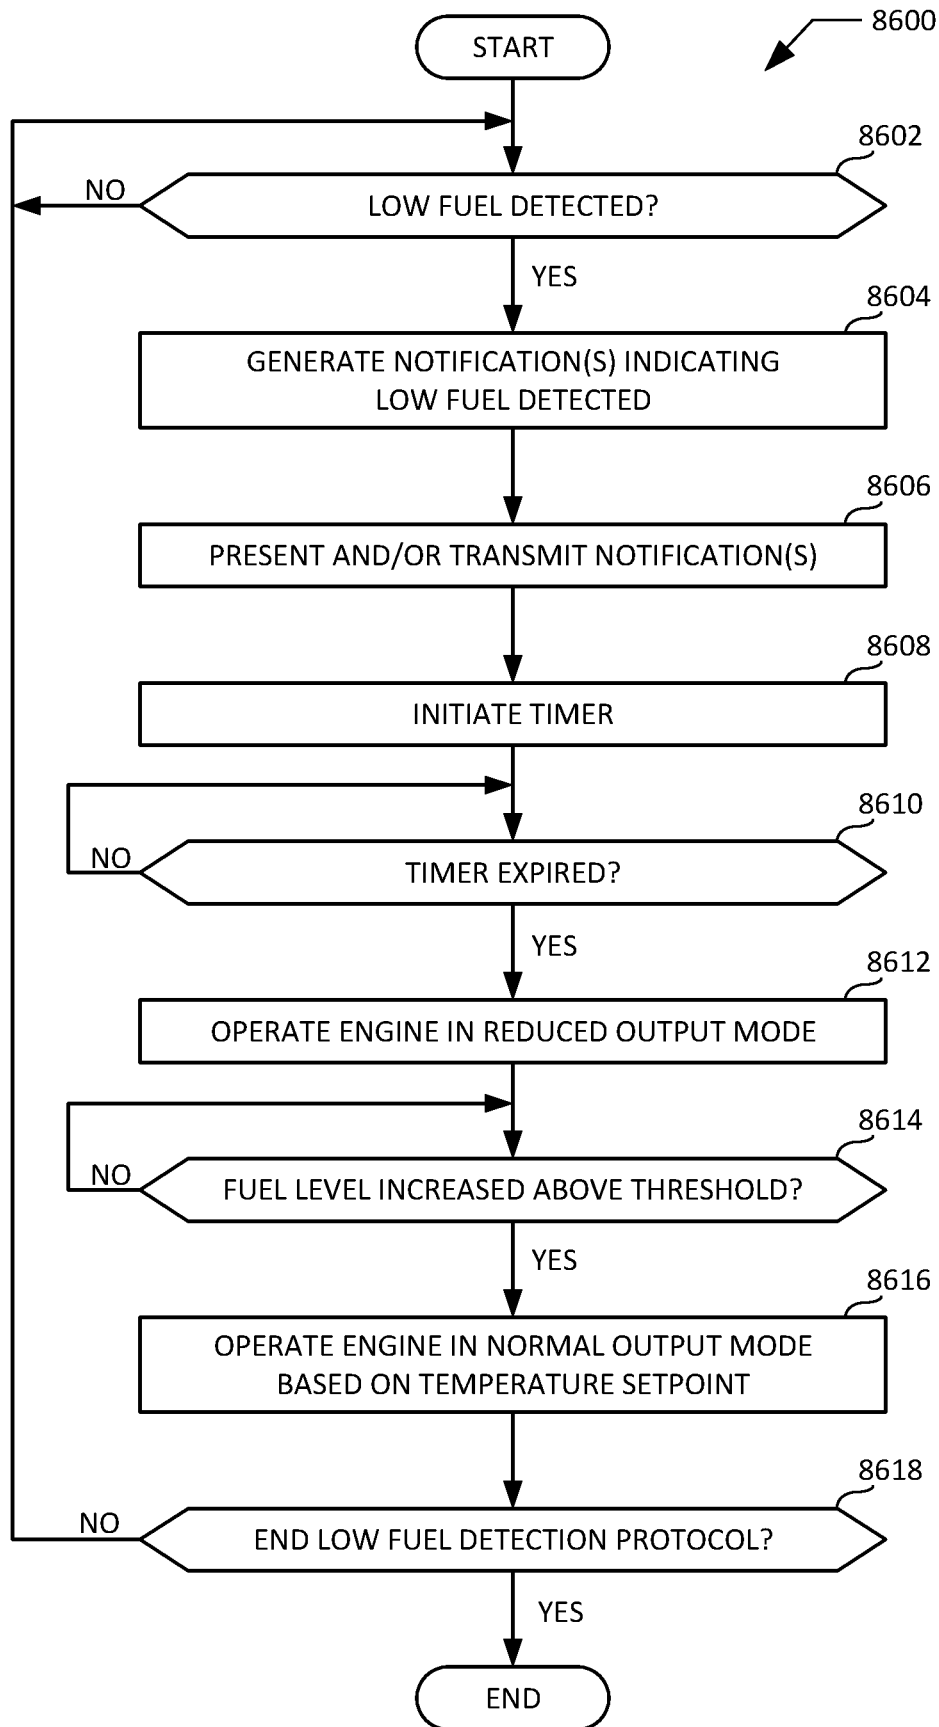 8600
START
8602
NO
LOW FUEL DETECTED?
YES
8604
GENERATE NOTIFICATION(S) INDICATING
LOW FUEL DETECTED
8606
PRESENT AND/OR TRANSMIT NOTIFICATION(S)
8608
INITIATE TIMER
8610
NO
TIMER EXPIRED?
YES
8612
OPERATE ENGINE IN REDUCED OUTPUT MODE
8614
NO
FUEL LEVEL INCREASED ABOVE THRESHOLD?
YES
8616
OPERATE ENGINE IN NORMAL OUTPUT MODE
BASED ON TEMPERATURE SETPOINT
8618
NO
END LOW FUEL DETECTION PROTOCOL?
YES
END